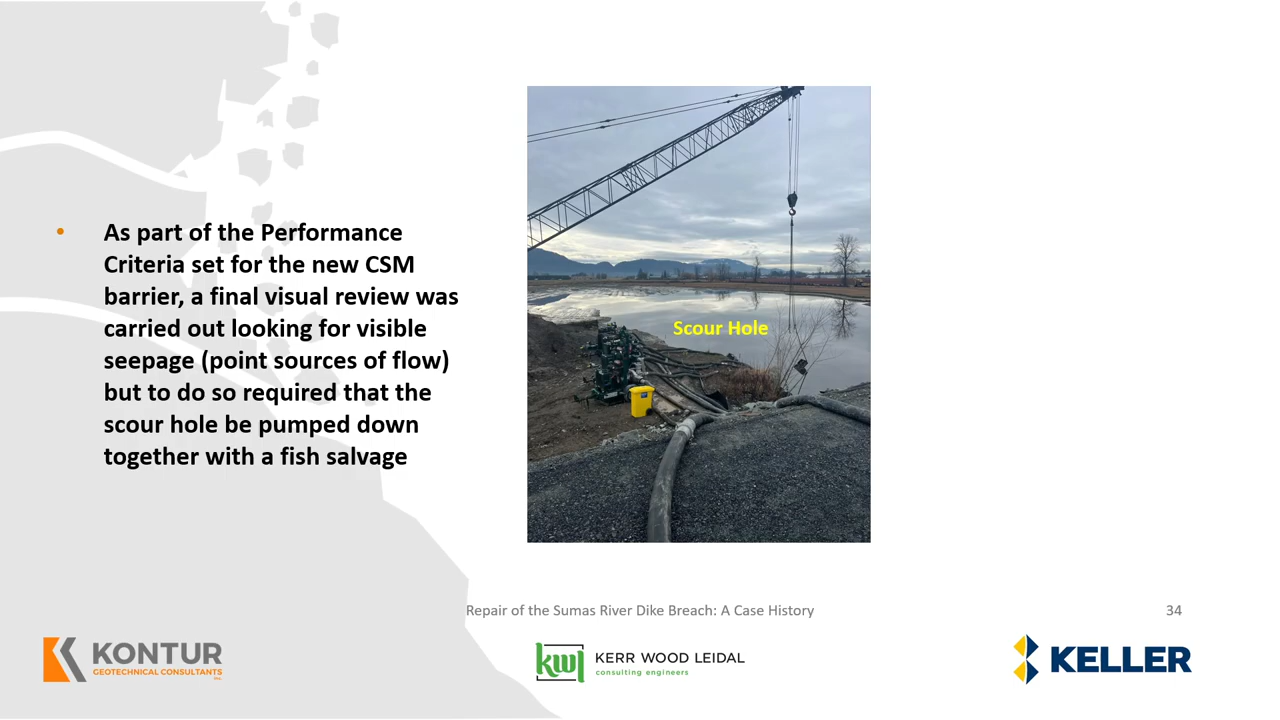 • As part of the Performance
Criteria set for the new CSM
barrier, a final visual review was
carried out looking for visible
seepage (point sources of flow)
but to do so required that the
scour hole be pumped down
together with a fish salvage
Scour Hole
Repair of the Sumas River Dike Breach: A Case History
34
KONTUR
GEOTECHNICAL CONSULTANTS
INC.
kwl
KERR WOOD LEIDAL
consulting engineers
KELLER